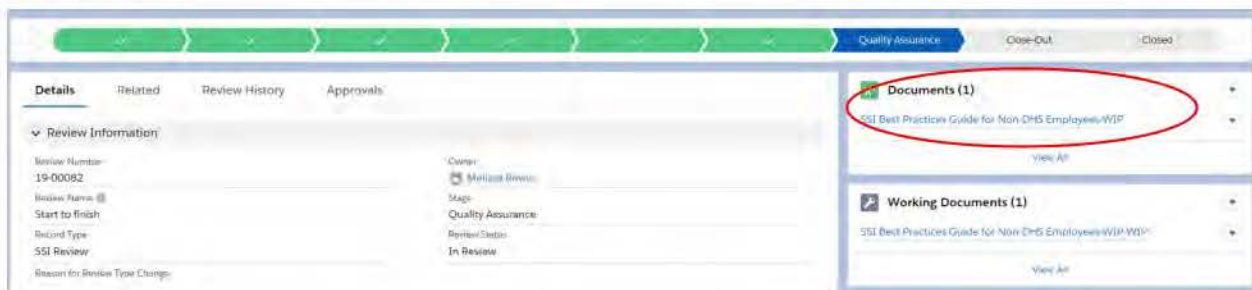 Quality Assurance Close-Out Closed
Details Related Review History Approvals
Review Information
Review Number
19-00082
Review Name
Start to finish
Record Type
SSI Review
Reason for Review Type Change
Owner
Stage
Quality Assurance
Review Status
In Review
Documents (1)
SSI Best Practices Guide for Non-DHS Employees-WIP
View All
Working Documents (1)
SSI Best Practices Guide for Non-DHS Employees-WIP-WIP
View All